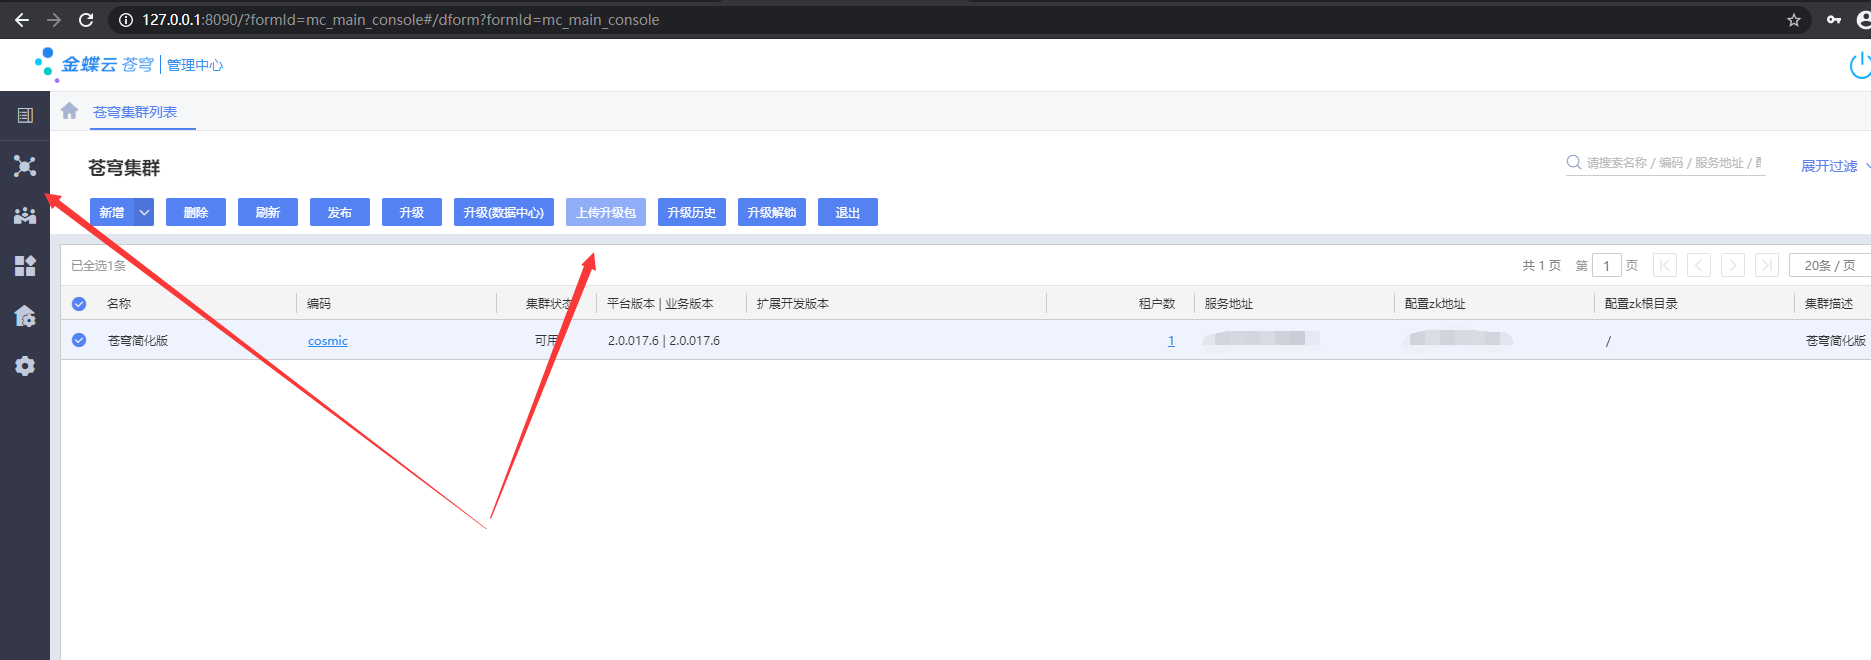 127.0.0.1:8090/?formId=mc_main_console#/dform?formId=mc_main_console
金蝶云 苍穹 | 管理中心
苍穹集群列表
苍穹集群
请搜索名称 / 编码 / 服务地址 /
展开过滤
新增 删除 刷新 发布 升级 升级(数据中心) 上传升级包 升级历史 升级解锁 退出
已全选1条
共 1 页 第 1 页 20条 / 页
名称 编码 集群状态 平台版本 | 业务版本 扩展开发版本 租户数 服务地址 配置zk地址 配置zk根目录 集群描述
苍穹简化版 cosmic 可用 2.0.017.6 | 2.0.017.6 1 / 苍穹简化版